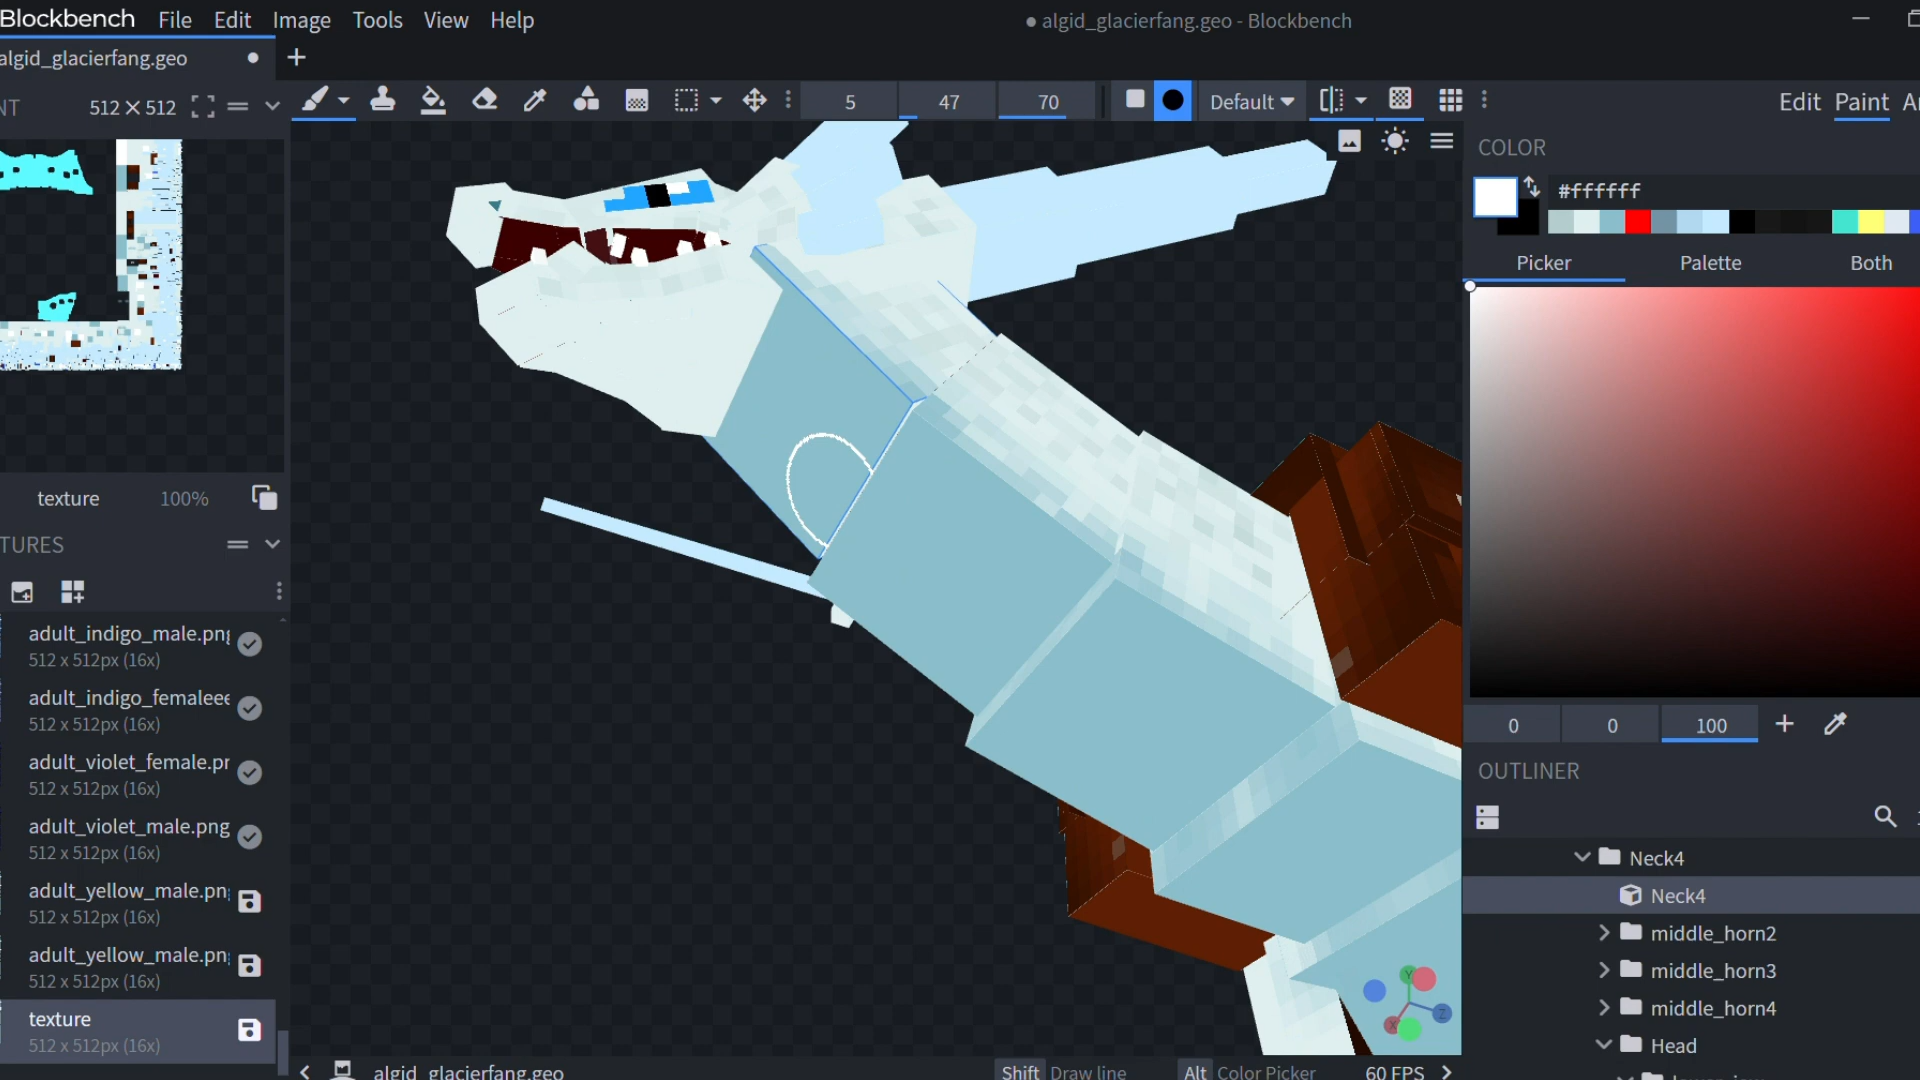 Blockbench File Edit Image Tools View Help
algid_glacierfang.geo - Blockbench
algid_glacierfang.geo
NT 512 × 512
5 47 70 Default
Edit Paint An
COLOR
#ffffff
Picker Palette Both
texture 100%
TURES
adult_indigo_male.png
512 x 512px (16x)
adult_indigo_femaleee
512 x 512px (16x)
adult_violet_female.pr
512 x 512px (16x)
adult_violet_male.png
512 x 512px (16x)
adult_yellow_male.pn
512 x 512px (16x)
adult_yellow_male.pn
512 x 512px (16x)
texture
512 x 512px (16x)
0 0 100
OUTLINER
Neck4
Neck4
middle_horn2
middle_horn3
middle_horn4
Head
Y
Z
X
algid_glacierfang.geo
Shift Draw line Alt Color Picker 60 FPS